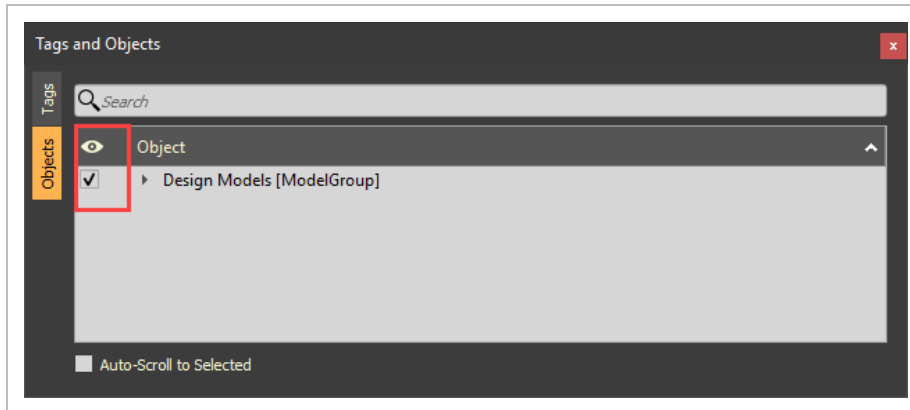 Tags and Objects
x
Tags
Search
Objects
Object
Design Models [ModelGroup]
Auto-Scroll to Selected